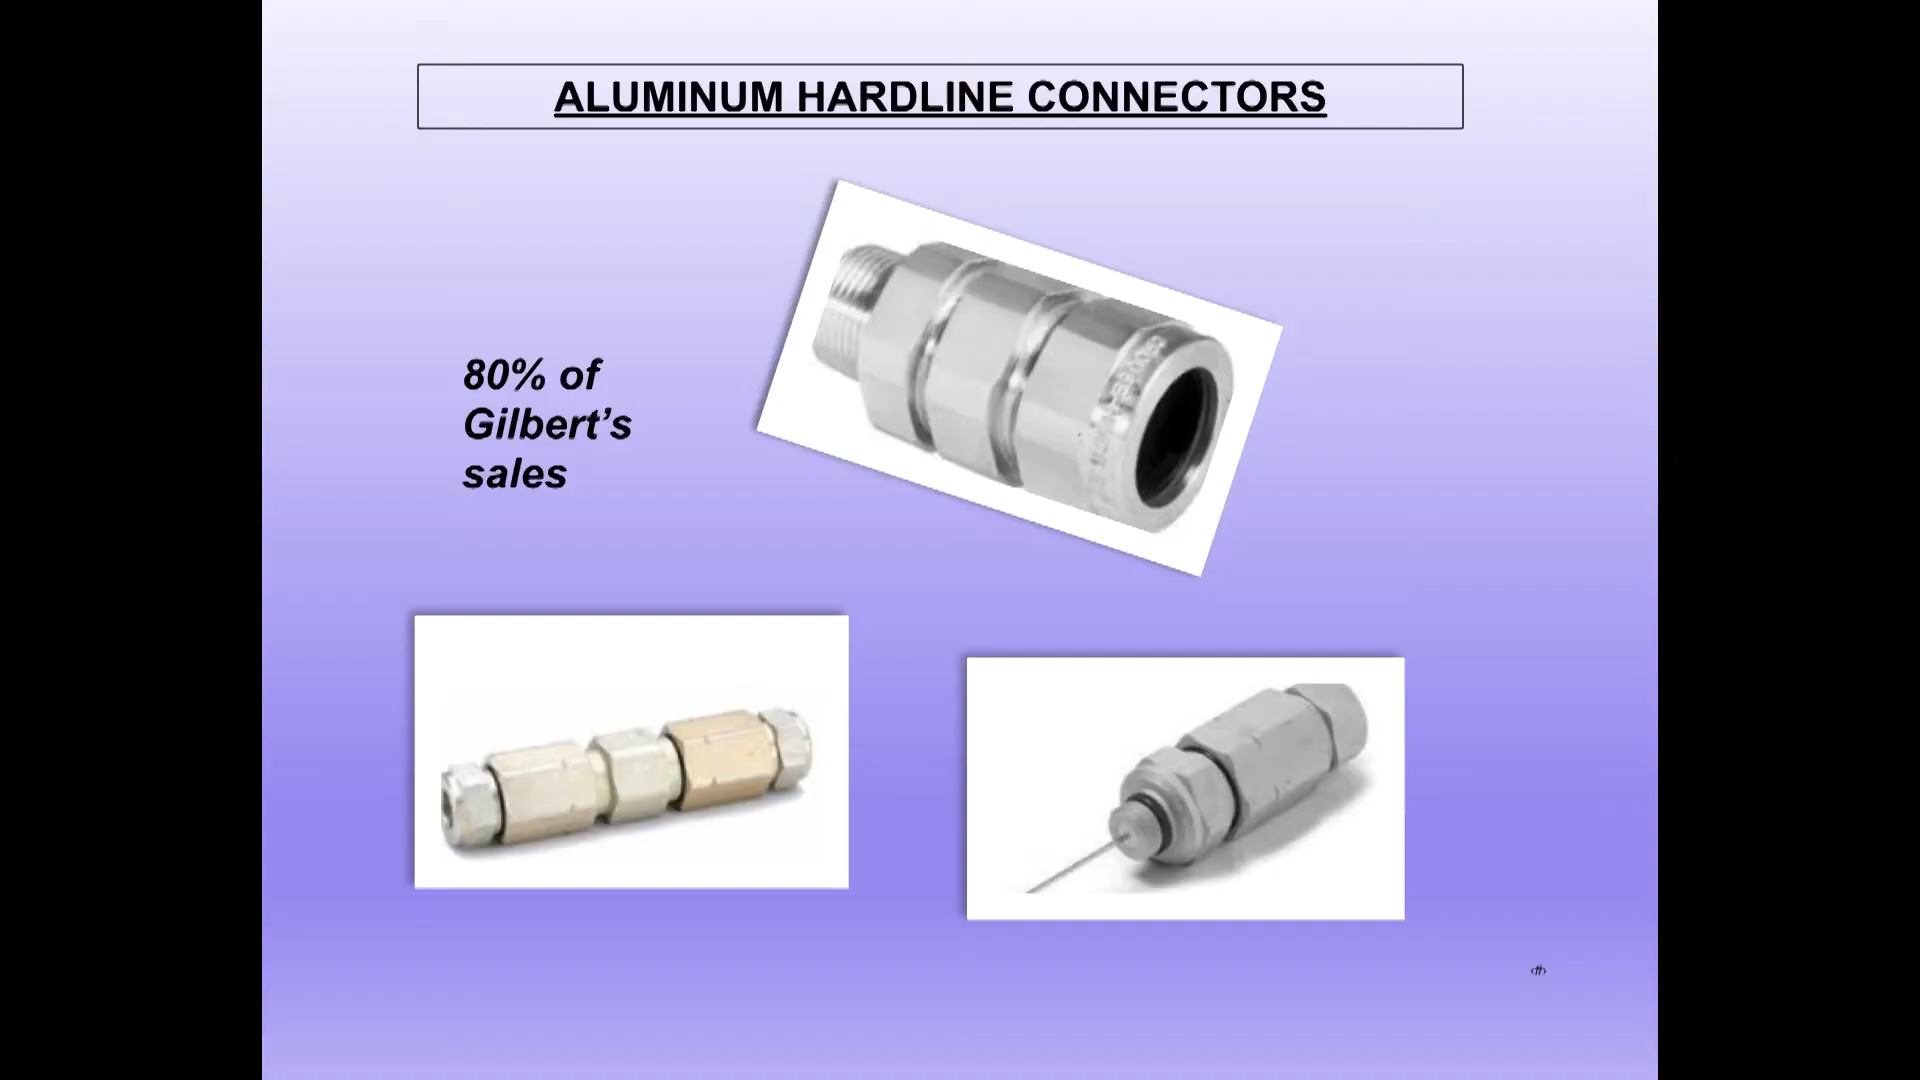 ALUMINUM HARDLINE CONNECTORS
80% of
Gilbert’s
sales
‹#›